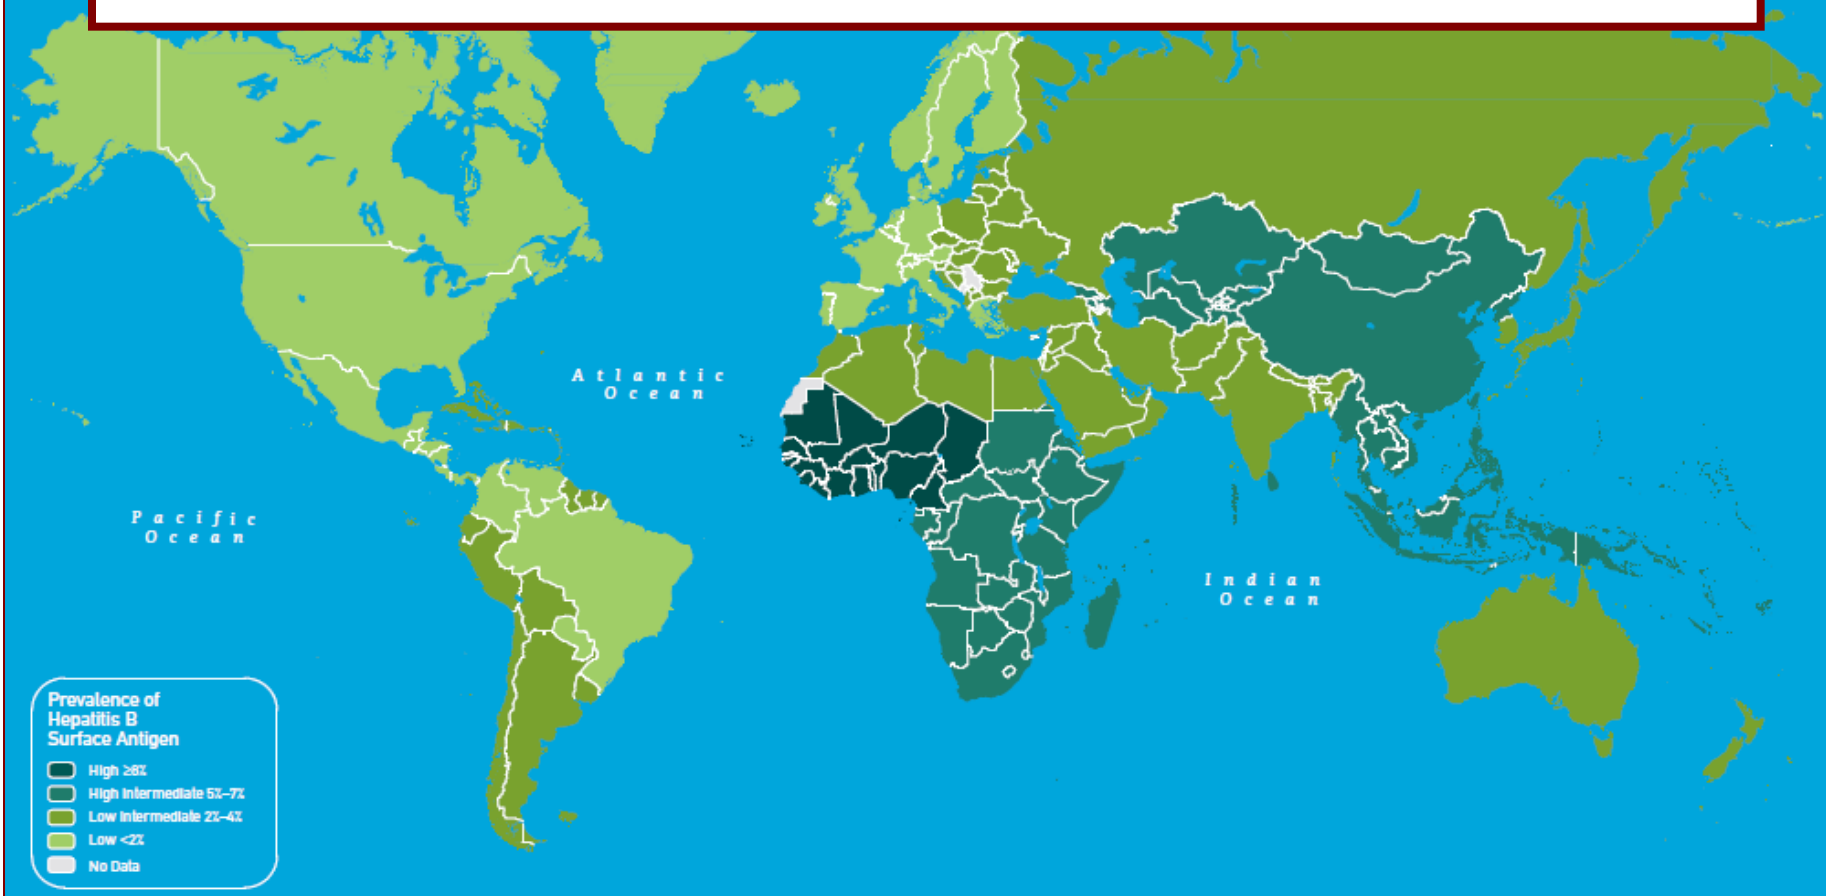 Atlantic
Ocean
Pacific
Ocean
Indian
Ocean
Prevalence of
Hepatitis B
Surface Antigen
High ≥8%
High Intermediate 5%–7%
Low Intermediate 2%–4%
Low <2%
No Data